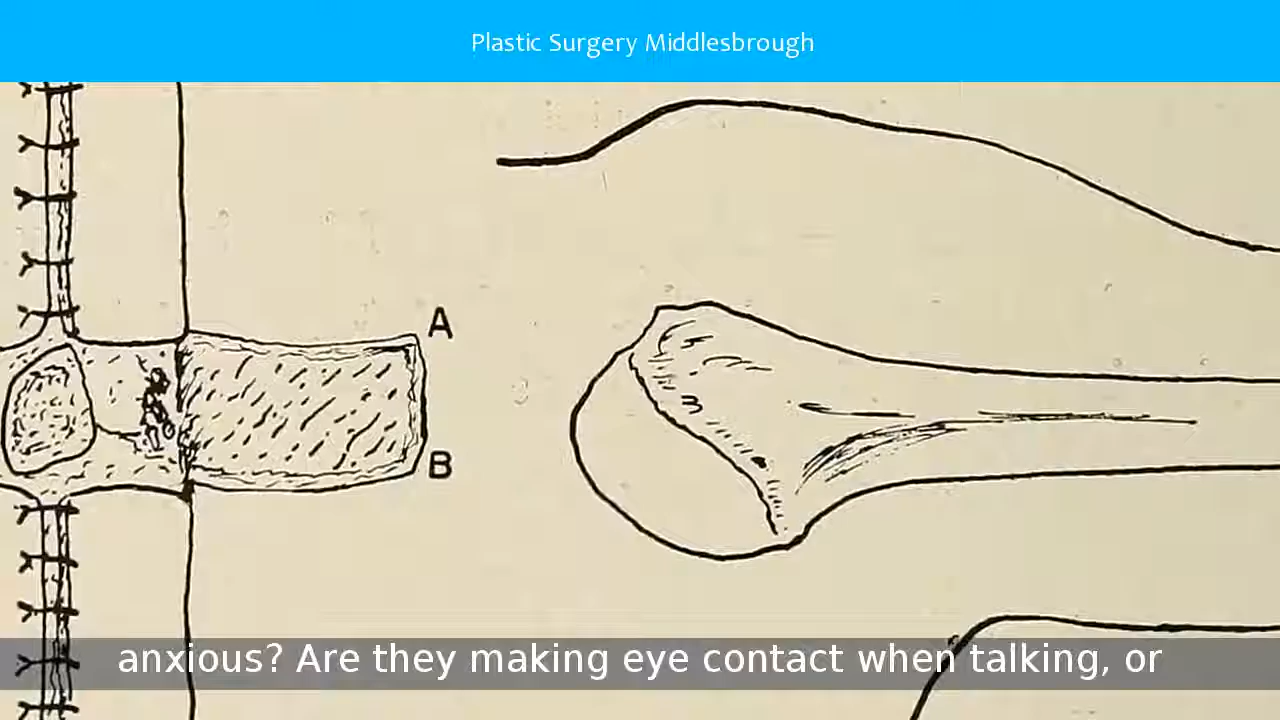 Plastic Surgery Middlesbrough
A
B
anxious? Are they making eye contact when talking, or